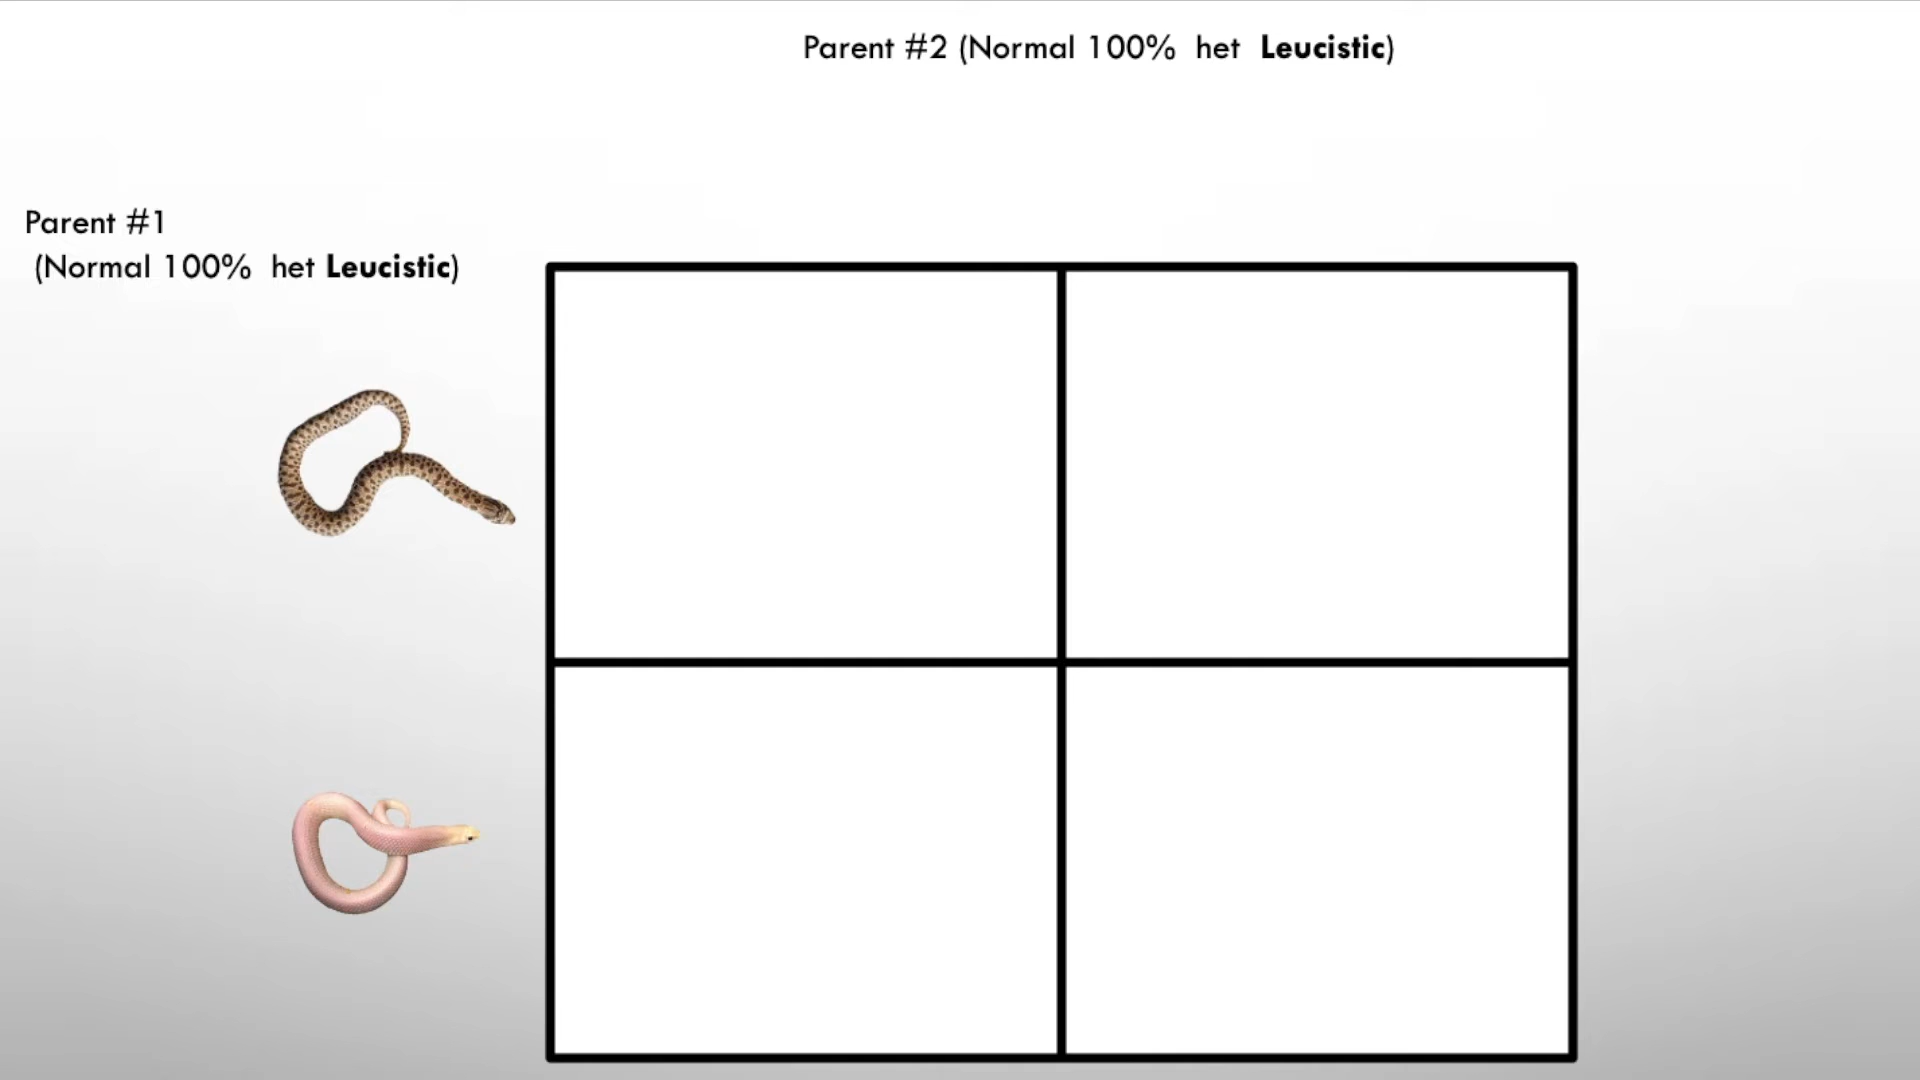 Parent #2 (Normal 100% het Leucistic)
Parent #1
(Normal 100% het Leucistic)